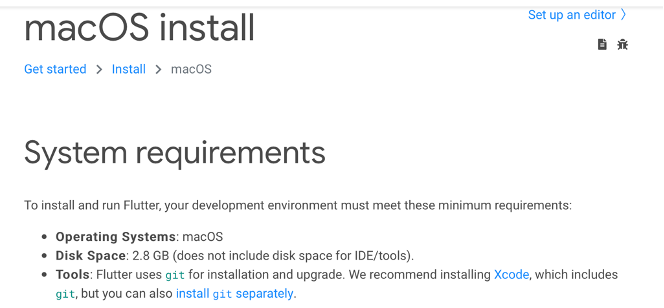 macOS install
Set up an editor 〉
Get started > Install > macOS
System requirements
To install and run Flutter, your development environment must meet these minimum requirements:
• Operating Systems: macOS
• Disk Space: 2.8 GB (does not include disk space for IDE/tools).
• Tools: Flutter uses git for installation and upgrade. We recommend installing Xcode, which includes
git, but you can also install git separately.